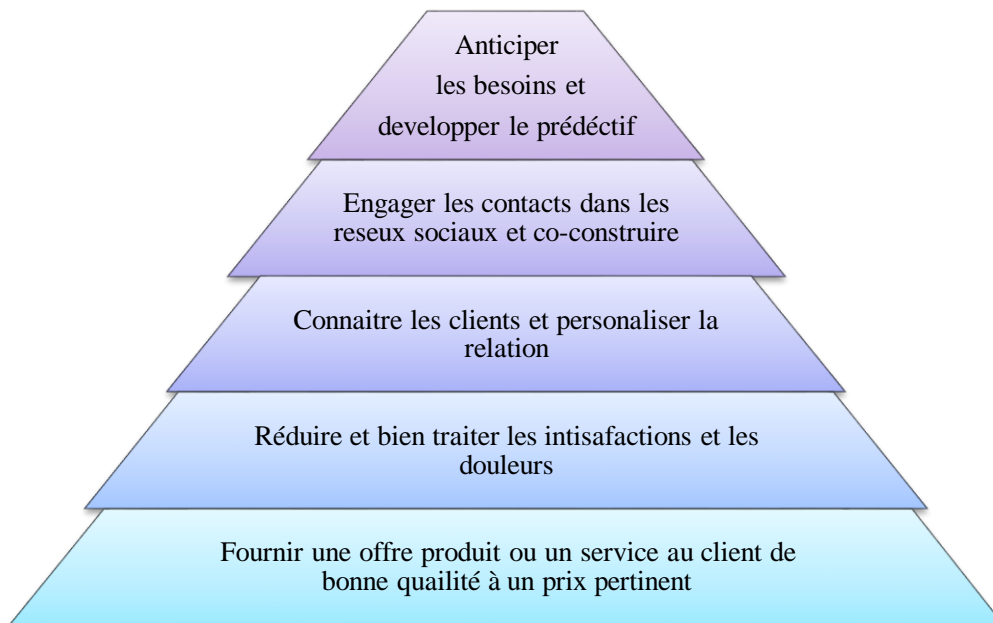 Anticiper
les besoins et
developper le prédéctif
Engager les contacts dans les
reseux sociaux et co-construire
Connaitre les clients et personaliser la
relation
Réduire et bien traiter les intisafactions et les
douleurs
Fournir une offre produit ou un service au client de
bonne quailité à un prix pertinent